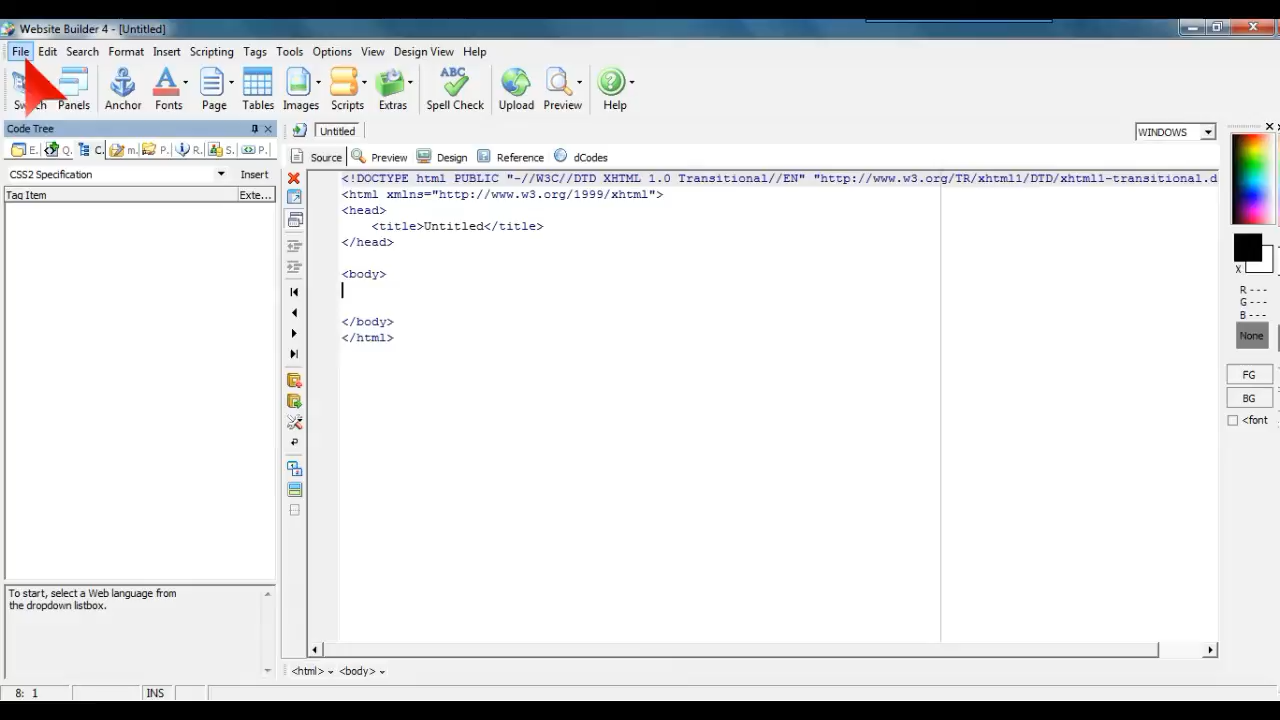 Website Builder 4 - [Untitled]
File Edit Search Format Insert Scripting Tags Tools Options View Design View Help
Panels Anchor Fonts Page Tables Images Scripts Extras Spell Check Upload Preview Help
ABC
Code Tree
Untitled
WINDOWS
E. Q. C. m. P. R. S. P.
Source Preview Design Reference dCodes
CSS2 Specification Insert
Tag Item Exte...
<!DOCTYPE html PUBLIC "-//W3C//DTD XHTML 1.0 Transitional//EN" "http://www.w3.org/TR/xhtml1/DTD/xhtml1-transitional.d
<html xmlns="http://www.w3.org/1999/xhtml">
<head>
<title>Untitled</title>
</head>
<body>
</body>
</html>
X
R ---
G ---
B ---
None
FG
BG
<font
To start, select a Web language from
the dropdown listbox.
<html> <body>
8: 1 INS